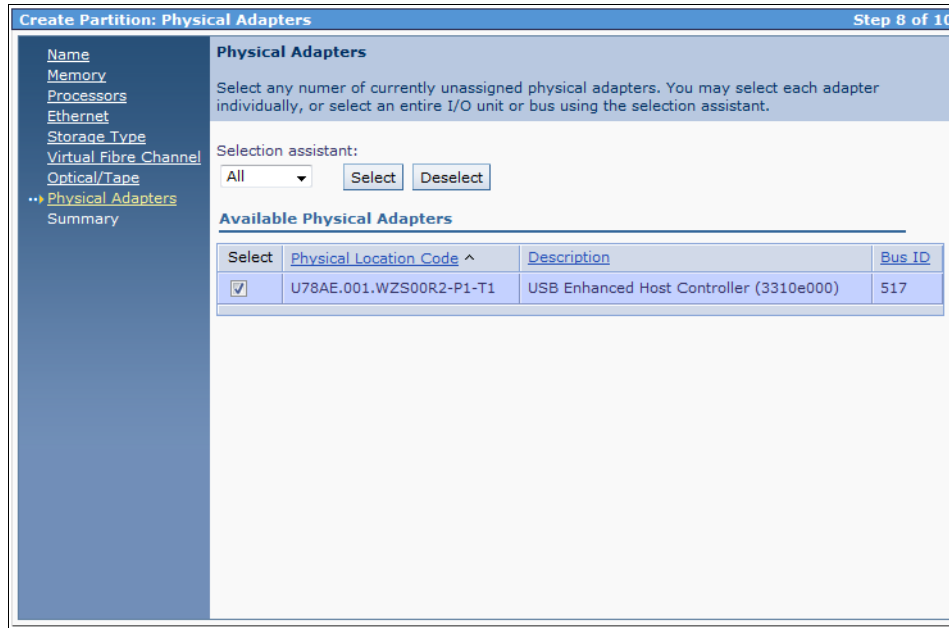 Create Partition: Physical Adapters Step 8 of 10
Name
Memory
Processors
Ethernet
Storage Type
Virtual Fibre Channel
Optical/Tape
Physical Adapters
Summary
Physical Adapters
Select any numer of currently unassigned physical adapters. You may select each adapter
individually, or select an entire I/O unit or bus using the selection assistant.
Selection assistant:
All Select Deselect
Available Physical Adapters
Select Physical Location Code ^ Description Bus ID
U78AE.001.WZS00R2-P1-T1 USB Enhanced Host Controller (3310e000) 517